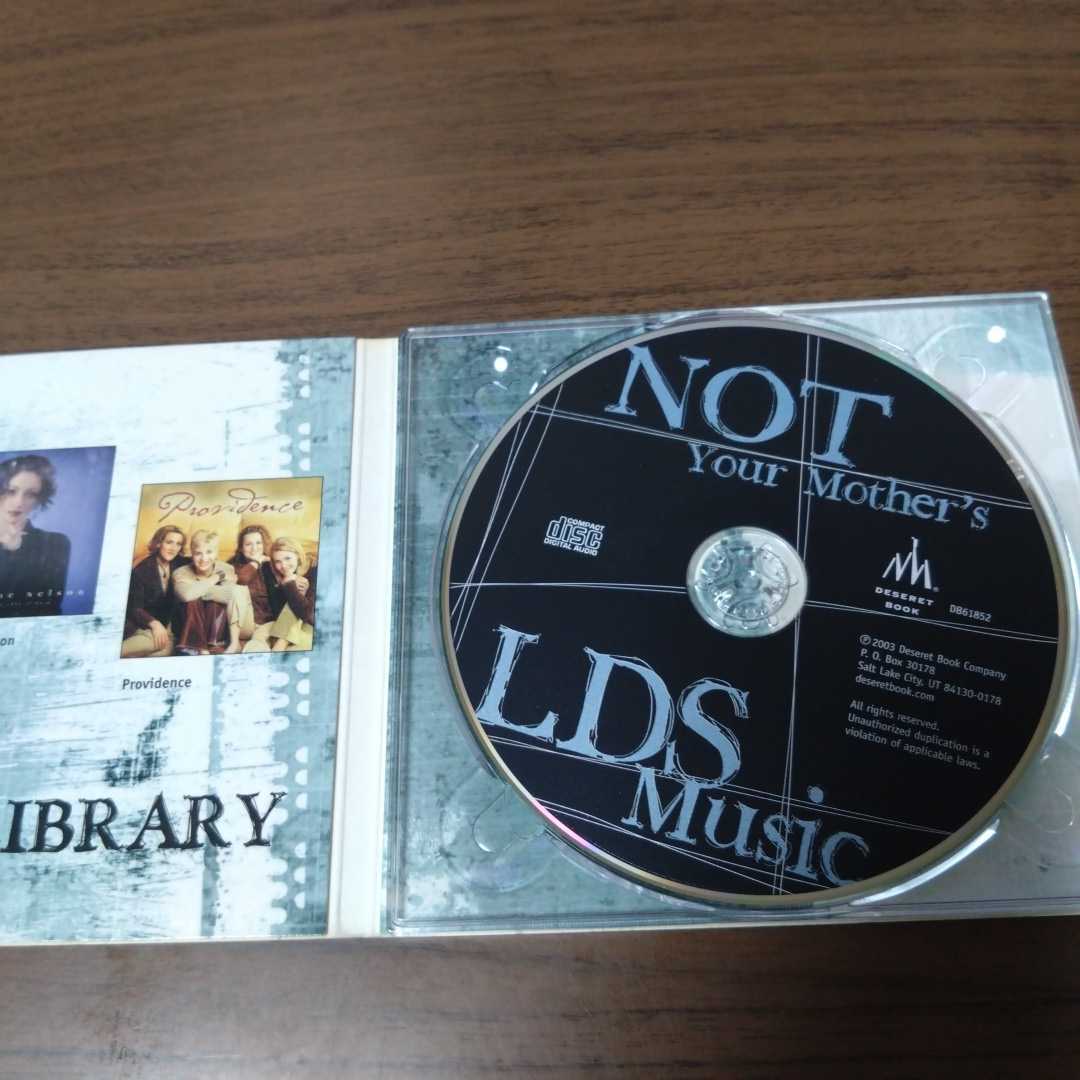 nelson
on
Providence
Providence
IBRARY
NOT
Your Mother's
LDS
Music
COMPACT
disc
DIGITAL AUDIO
DESERET
BOOK
DB61852
℗ 2003 Deseret Book Company
P. O. Box 30178
Salt Lake City, UT 84130-0178
deseretbook.com
All rights reserved.
Unauthorized duplication is a
violation of applicable laws.